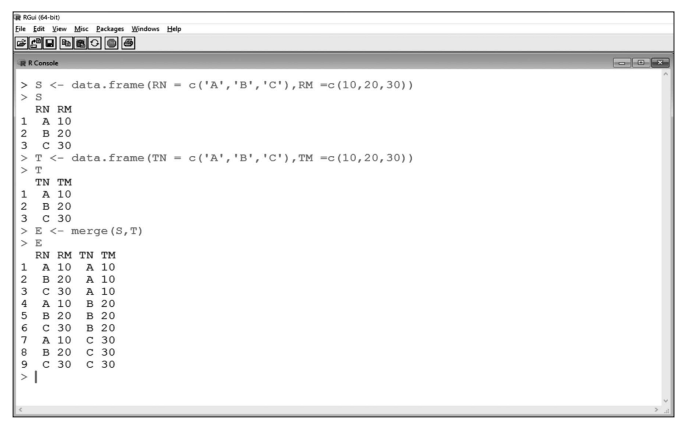 RGui (64-bit)
File Edit View Misc Packages Windows Help
R Console
> S <- data.frame(RN = c('A','B','C'),RM =c(10,20,30))
> S
  RN RM
1  A 10
2  B 20
3  C 30
> T <- data.frame(TN = c('A','B','C'),TM =c(10,20,30))
> T
  TN TM
1  A 10
2  B 20
3  C 30
> E <- merge(S,T)
> E
  RN RM TN TM
1  A 10  A 10
2  B 20  A 10
3  C 30  A 10
4  A 10  B 20
5  B 20  B 20
6  C 30  B 20
7  A 10  C 30
8  B 20  C 30
9  C 30  C 30
>